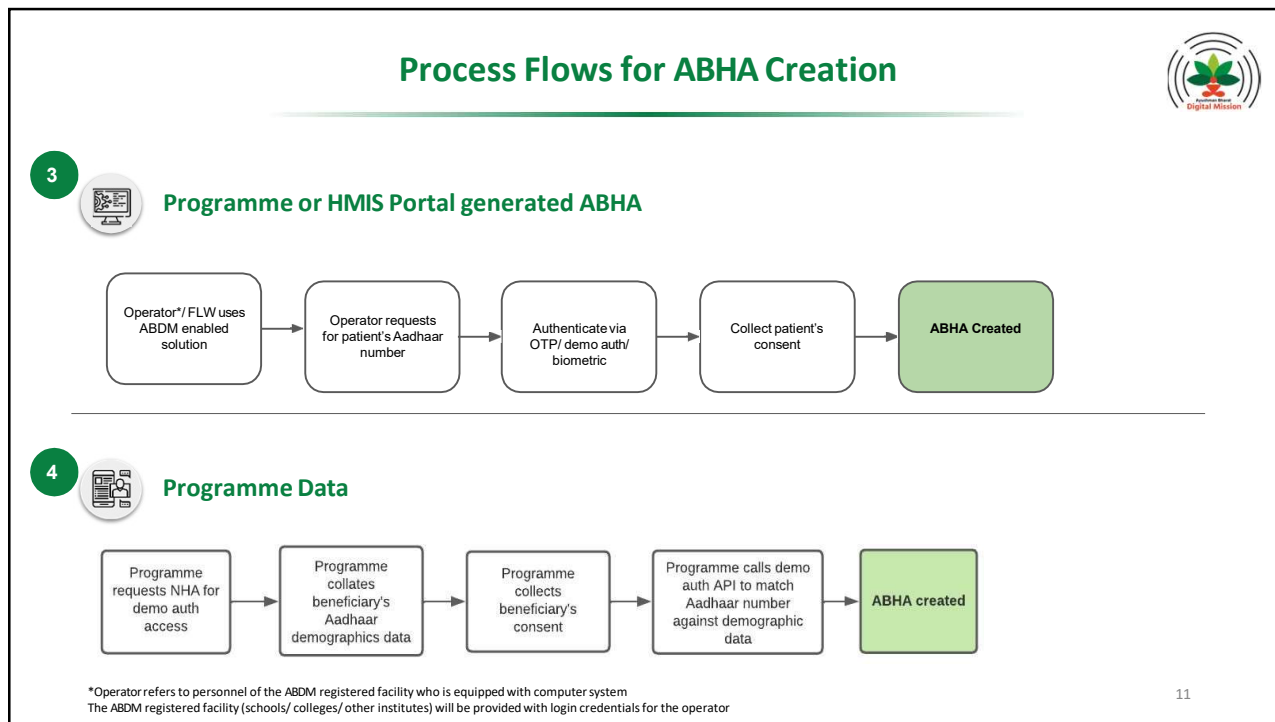 Process Flows for ABHA Creation
Ayushman Bharat
Digital Mission
3
Programme or HMIS Portal generated ABHA
Operator*/ FLW uses
ABDM enabled
solution
Operator requests
for patient's Aadhaar
number
Authenticate via
OTP/ demo auth/
biometric
Collect patient's
consent
ABHA Created
4
Programme Data
Programme
requests NHA for
demo auth
access
Programme
collates
beneficiary's
Aadhaar
demographics data
Programme
collects
beneficiary's
consent
Programme calls demo
auth API to match
Aadhaar number
against demographic
data
ABHA created
*Operator refers to personnel of the ABDM registered facility who is equipped with computer system
The ABDM registered facility (schools/ colleges/ other institutes) will be provided with login credentials for the operator
11